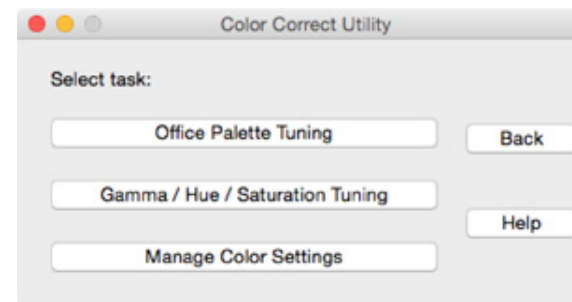 Color Correct Utility
Select task:
Office Palette Tuning
Back
Gamma / Hue / Saturation Tuning
Help
Manage Color Settings